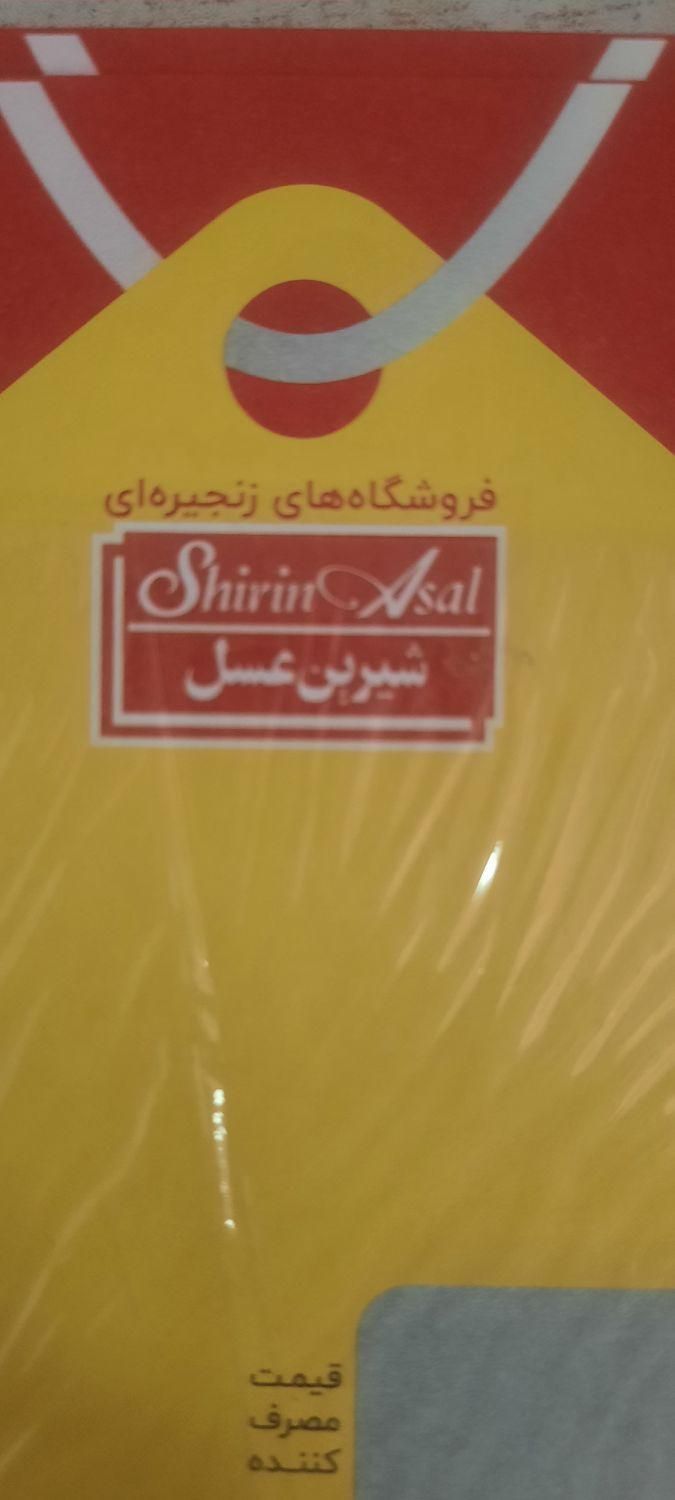 فروشگاه‌های زنجیره‌ای
Shirin Asal
شیرین عسل
قیمت
مصرف
کننده